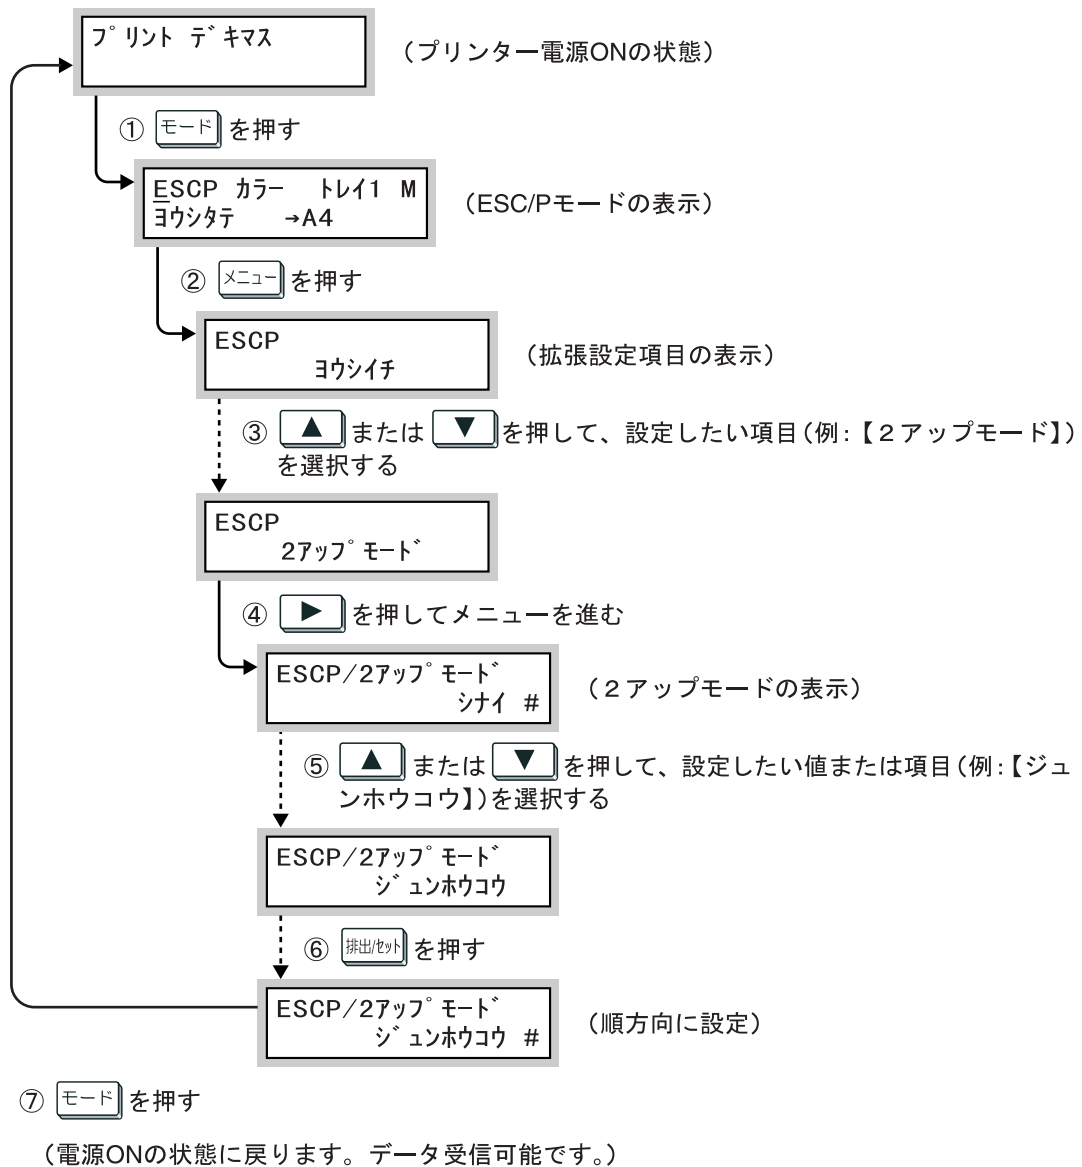 プリント デキマス
（プリンター電源ONの状態）
① モード を押す
ESCP カラー トレイ1 M
ヨウシタテ →A4
（ESC/Pモードの表示）
② メニュー を押す
ESCP
ヨウシイチ
（拡張設定項目の表示）
③ ▲ または ▼ を押して、設定したい項目（例：【２アップモード】）
を選択する
ESCP
2アップモード
④ ▶ を押してメニューを進む
ESCP/2アップモード
シナイ #
（２アップモードの表示）
⑤ ▲ または ▼ を押して、設定したい値または項目（例：【ジュ
ンホウコウ】）を選択する
ESCP/2アップモード
ジュンホウコウ
⑥ 排出/セット を押す
ESCP/2アップモード
ジュンホウコウ #
（順方向に設定）
⑦ モード を押す
（電源ONの状態に戻ります。データ受信可能です。）